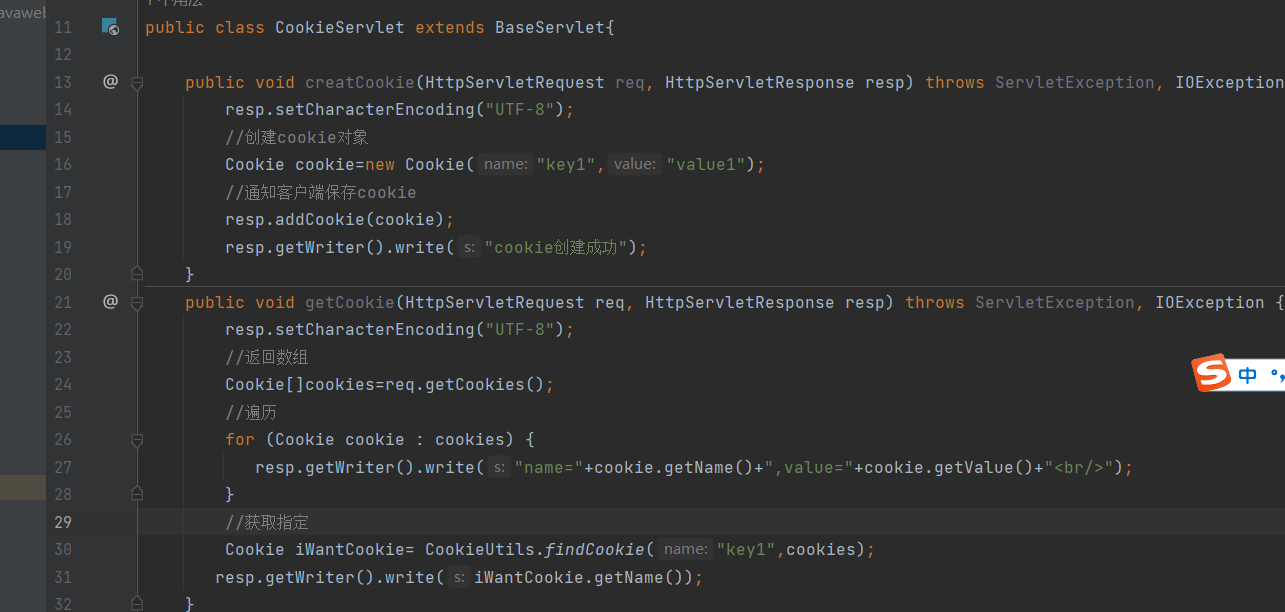 avaweb
个用法
11 public class CookieServlet extends BaseServlet{
12
13 @ public void creatCookie(HttpServletRequest req, HttpServletResponse resp) throws ServletException, IOException
14 resp.setCharacterEncoding("UTF-8");
15 //创建cookie对象
16 Cookie cookie=new Cookie( name: "key1", value: "value1");
17 //通知客户端保存cookie
18 resp.addCookie(cookie);
19 resp.getWriter().write( s: "cookie创建成功");
20 }
21 @ public void getCookie(HttpServletRequest req, HttpServletResponse resp) throws ServletException, IOException {
22 resp.setCharacterEncoding("UTF-8");
23 //返回数组
24 Cookie[]cookies=req.getCookies();
25 //遍历
26 for (Cookie cookie : cookies) {
27 resp.getWriter().write( s: "name="+cookie.getName()+",value="+cookie.getValue()+"<br/>");
28 }
29 //获取指定
30 Cookie iWantCookie= CookieUtils.findCookie( name: "key1",cookies);
31 resp.getWriter().write( s: iWantCookie.getName());
32 }
S 中 °,